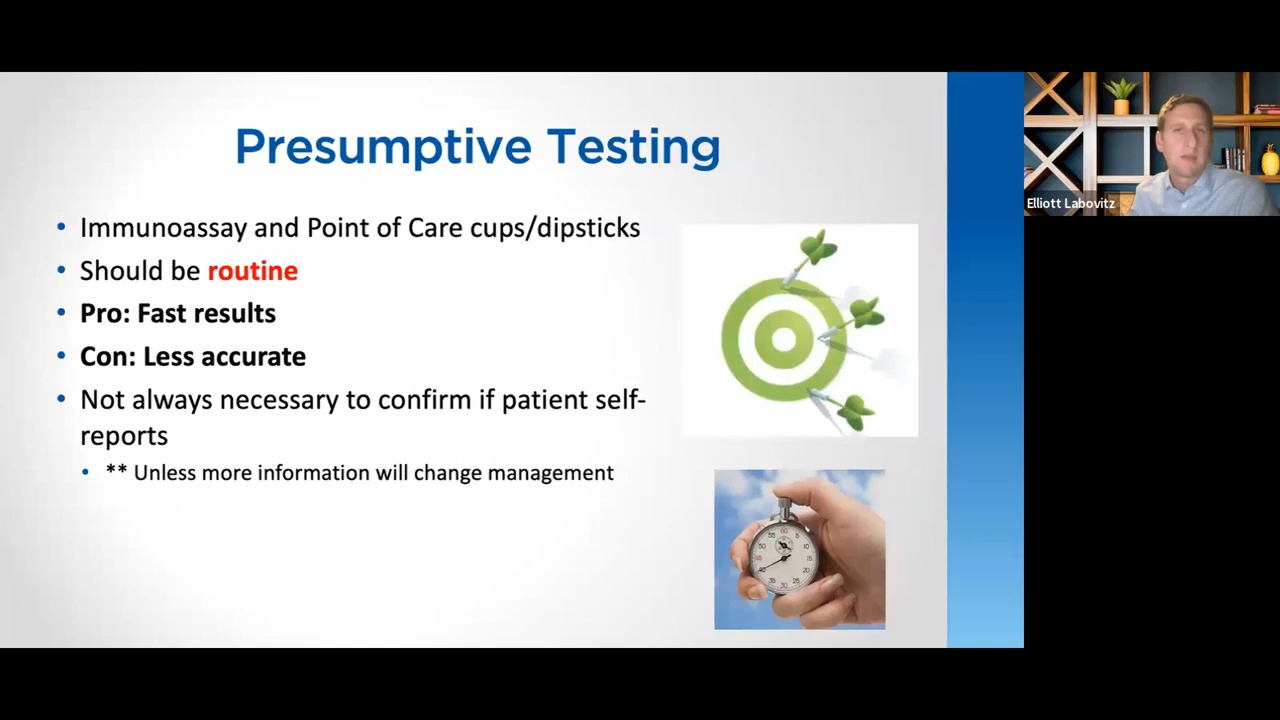 Presumptive Testing
• Immunoassay and Point of Care cups/dipsticks
• Should be routine
• Pro: Fast results
• Con: Less accurate
• Not always necessary to confirm if patient self-
reports
• ** Unless more information will change management
Elliott Labovitz